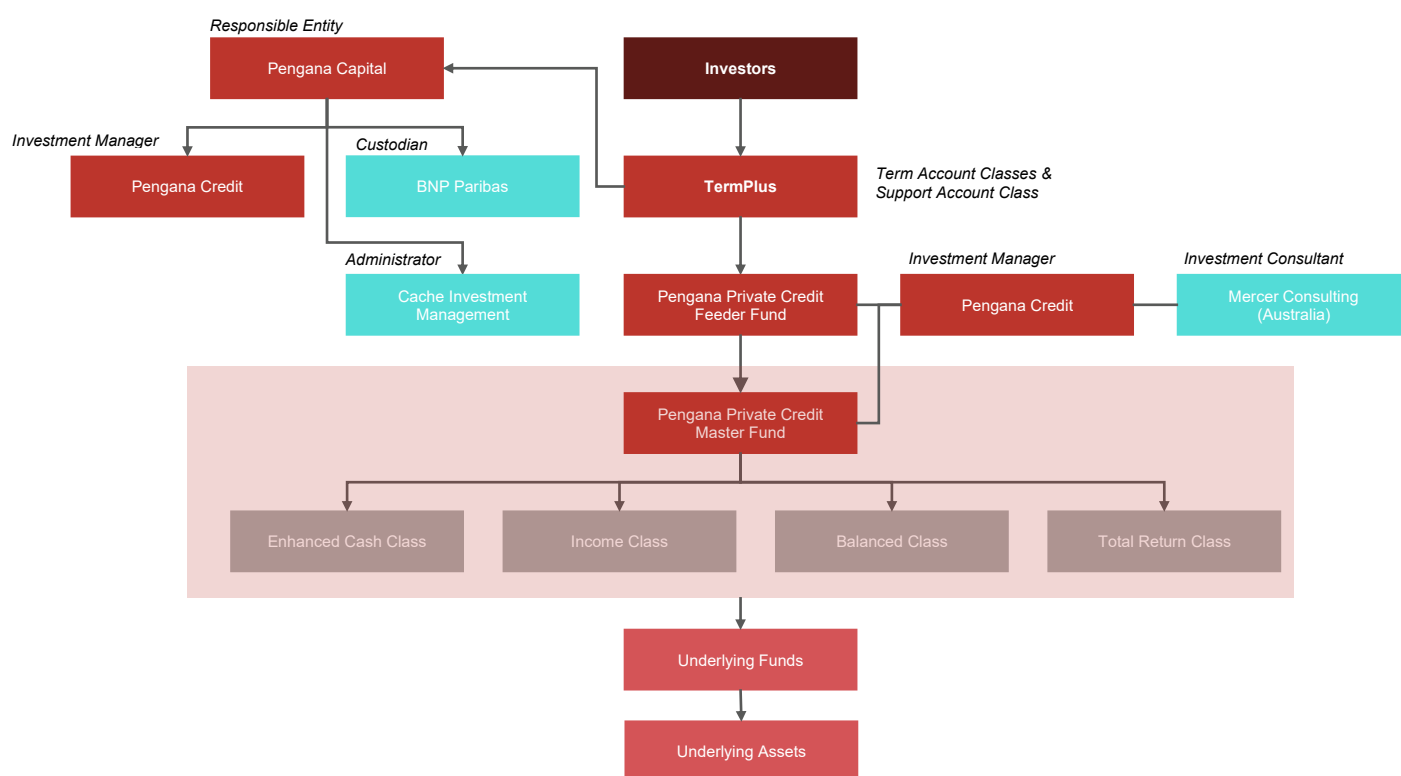 Responsible Entity
Pengana Capital
Investors
Investment Manager
Pengana Credit
Custodian
BNP Paribas
TermPlus
Term Account Classes &
Support Account Class
Administrator
Cache Investment
Management
Pengana Private Credit
Feeder Fund
Investment Manager
Pengana Credit
Investment Consultant
Mercer Consulting
(Australia)
Pengana Private Credit
Master Fund
Enhanced Cash Class
Income Class
Balanced Class
Total Return Class
Underlying Funds
Underlying Assets